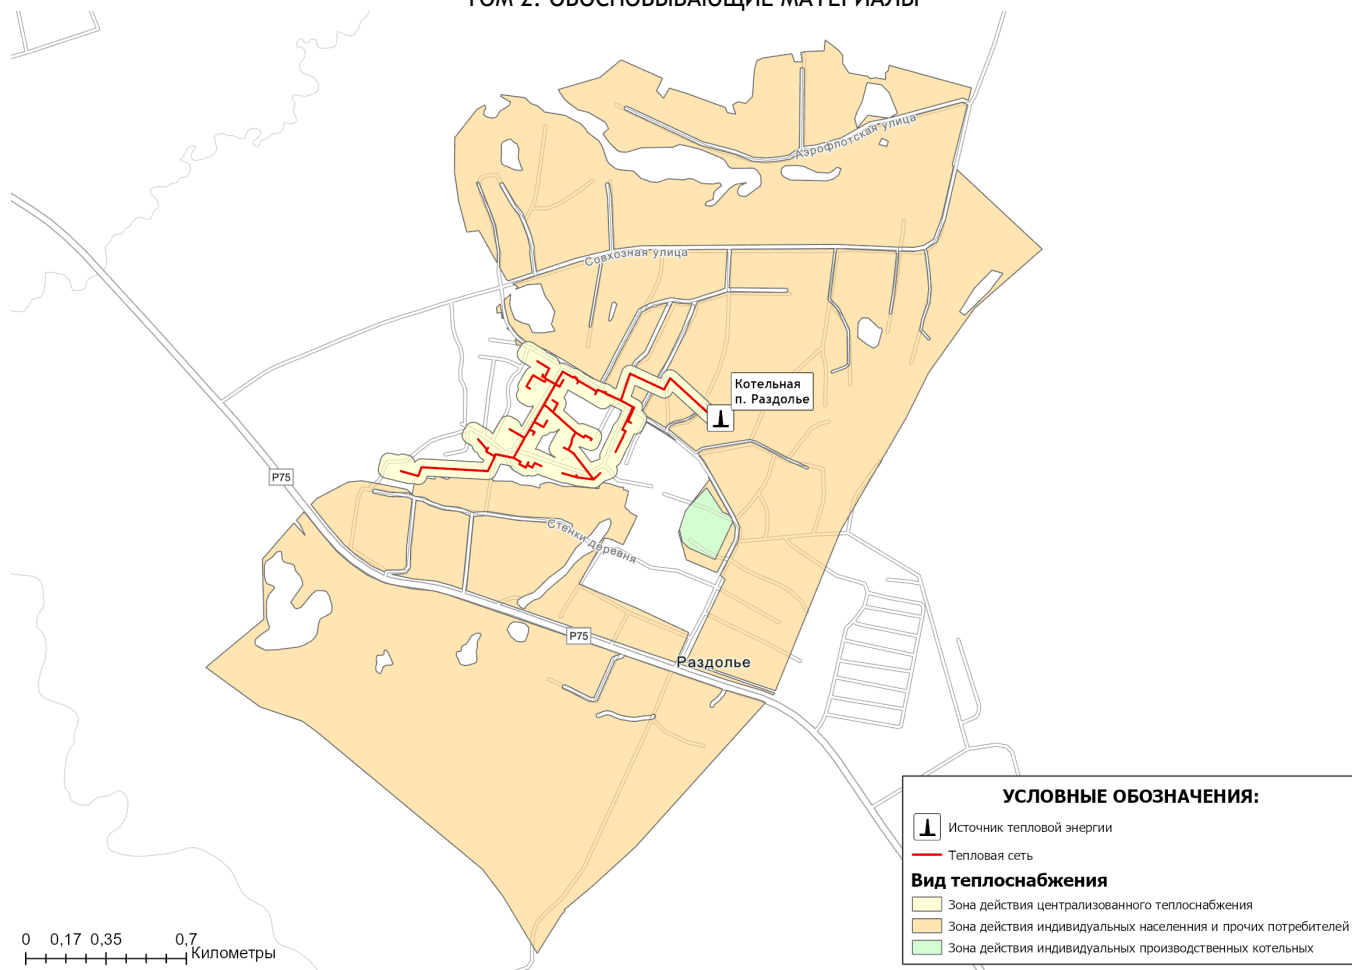 ТОМ 2. ОБОСНОВЫВАЮЩИЕ МАТЕРИАЛЫ
Аэрофлотская улица
Совхозная улица
Котельная
п. Раздолье
Р75
Стенки деревня
Р75
Раздолье
УСЛОВНЫЕ ОБОЗНАЧЕНИЯ:
Источник тепловой энергии
Тепловая сеть
Вид теплоснабжения
Зона действия централизованного теплоснабжения
Зона действия индивидуальных населения и прочих потребителей
Зона действия индивидуальных производственных котельных
0 0,17 0,35 0,7
Километры